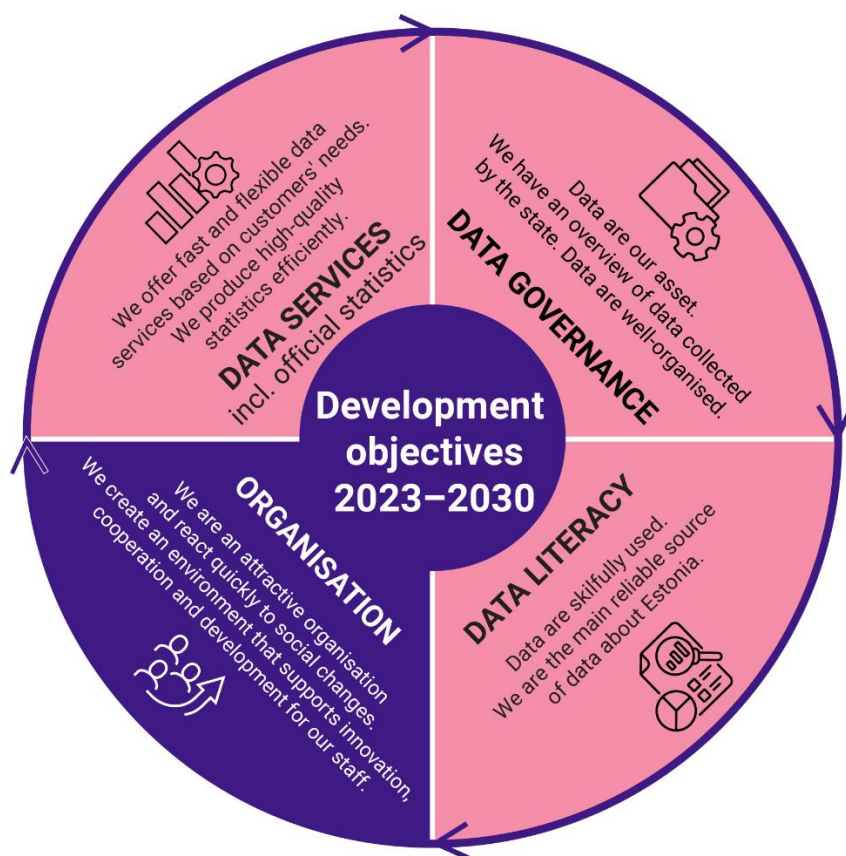 Development
objectives
2023–2030
We offer fast and flexible data
services based on customers' needs.
We produce high-quality
statistics efficiently.
DATA SERVICES
incl. official statistics
Data are our asset.
We have an overview of data collected
by the state. Data are well-organised.
DATA GOVERNANCE
DATA LITERACY
Data are skilfully used.
We are the main reliable source
of data about Estonia.
ORGANISATION
We are an attractive organisation
and react quickly to social changes.
We create an environment that supports innovation,
cooperation and development for our staff.